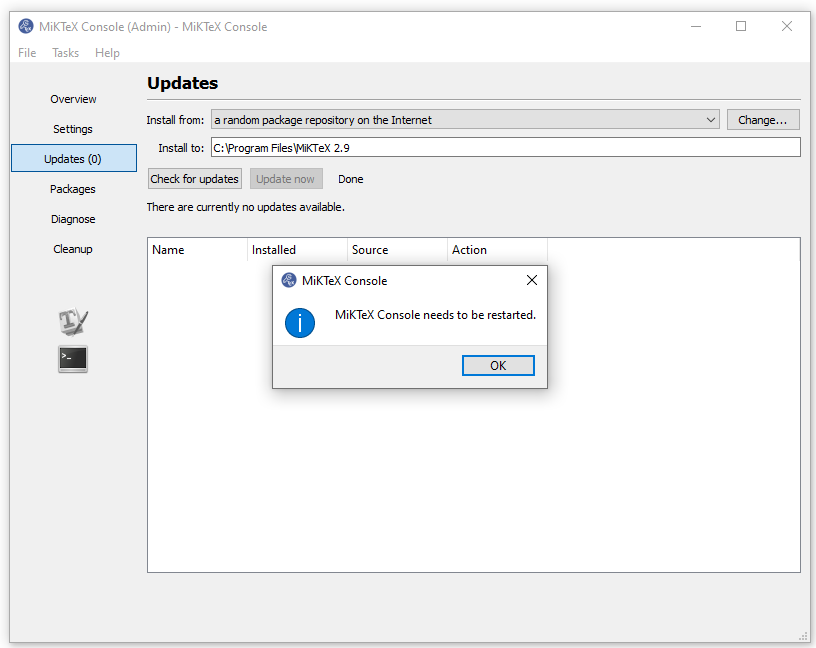 MiKTeX Console (Admin) - MiKTeX Console
File Tasks Help
Overview
Settings
Updates (0)
Packages
Diagnose
Cleanup
Updates
Install from: a random package repository on the Internet Change...
Install to: C:\Program Files\MiKTeX 2.9
Check for updates Update now Done
There are currently no updates available.
Name Installed Source Action
MiKTeX Console
MiKTeX Console needs to be restarted.
OK